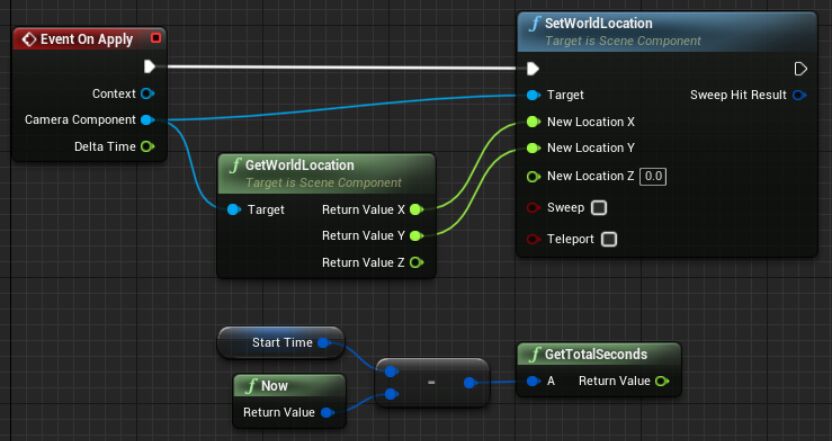 Event On Apply
Context
Camera Component
Delta Time
GetWorldLocation
Target is Scene Component
Target Return Value X
Return Value Y
Return Value Z
SetWorldLocation
Target is Scene Component
Target Sweep Hit Result
New Location X
New Location Y
New Location Z 0.0
Sweep
Teleport
Start Time
f Now
Return Value
-
f GetTotalSeconds
A Return Value